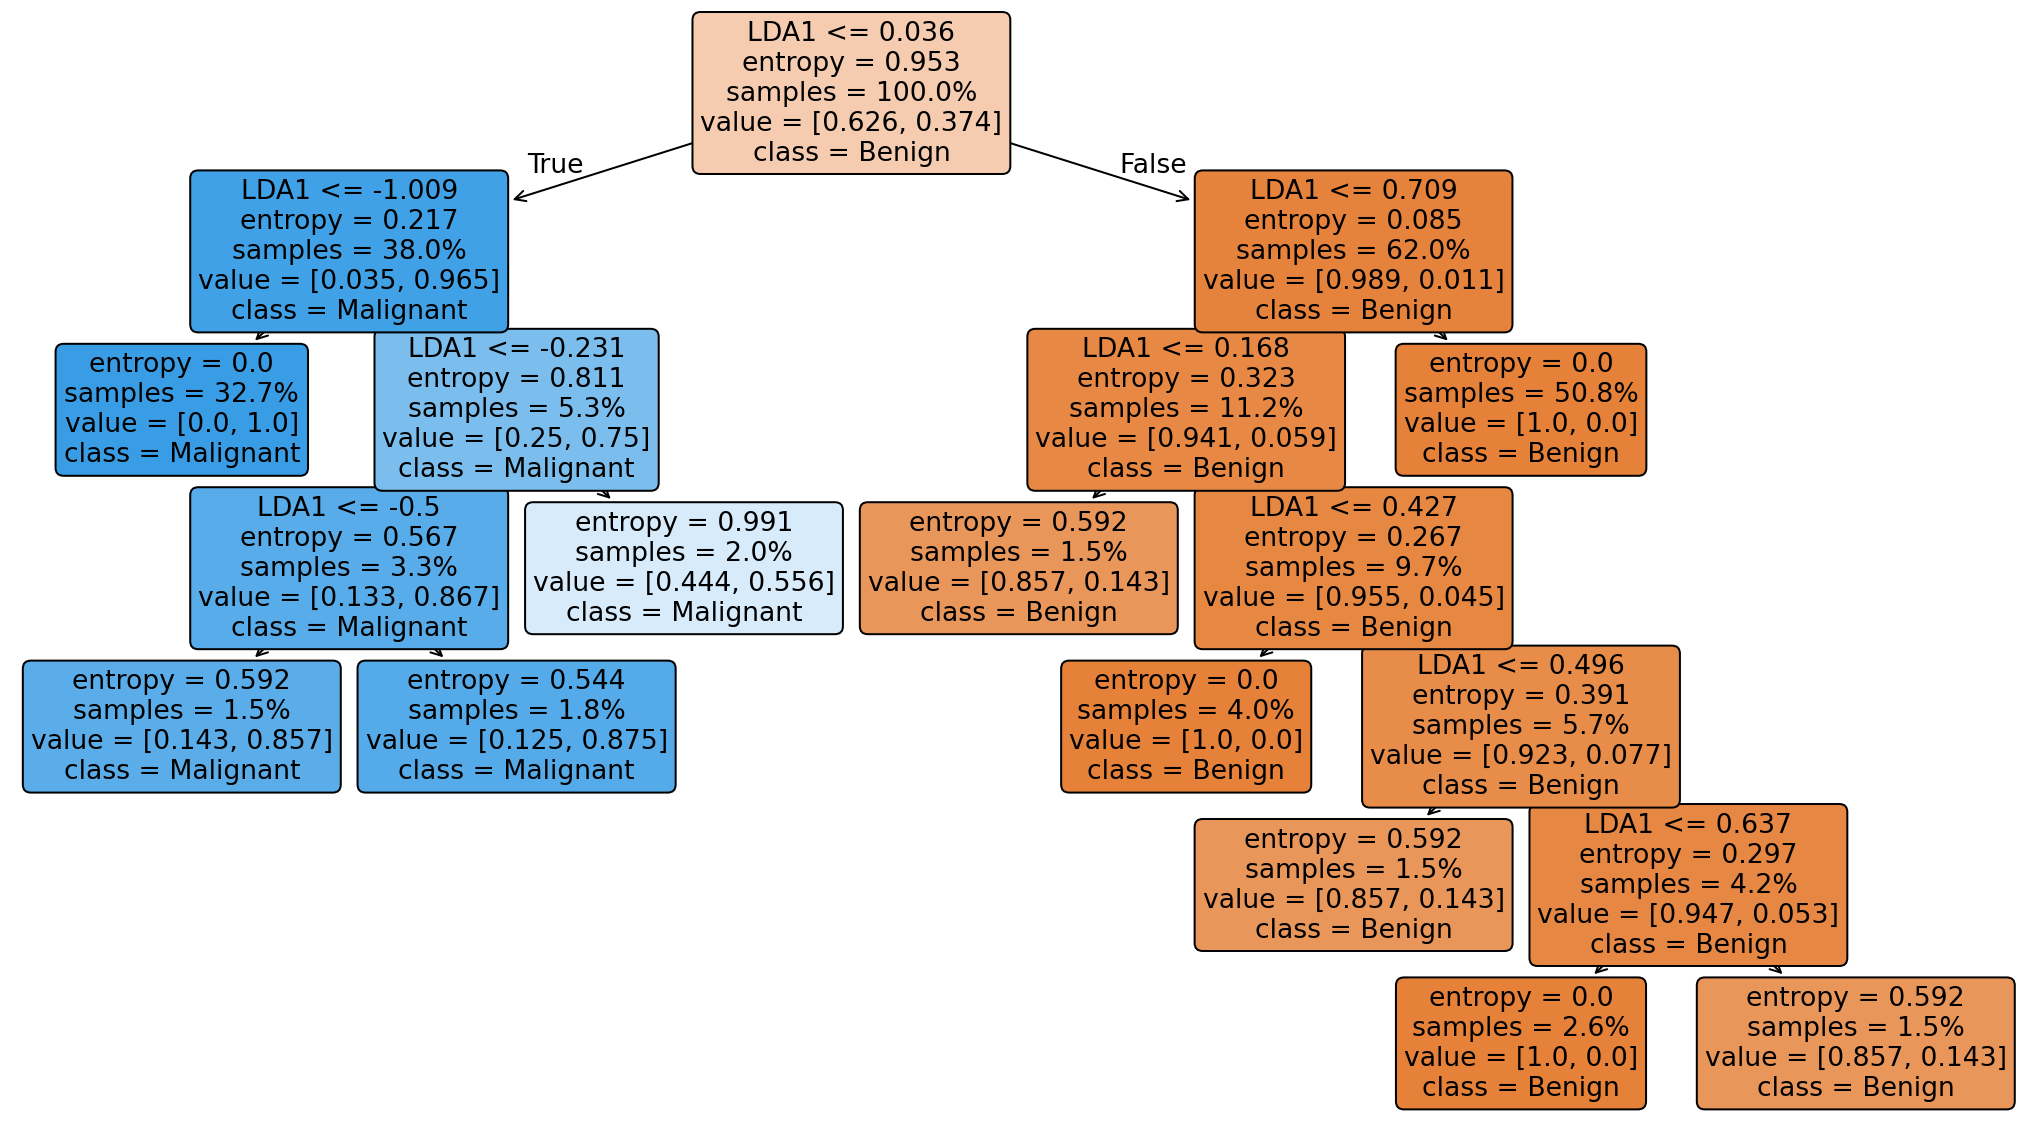 LDA1 <= 0.036
entropy = 0.953
samples = 100.0%
value = [0.626, 0.374]
class = Benign
True
False
LDA1 <= -1.009
entropy = 0.217
samples = 38.0%
value = [0.035, 0.965]
class = Malignant
LDA1 <= 0.709
entropy = 0.085
samples = 62.0%
value = [0.989, 0.011]
class = Benign
entropy = 0.0
samples = 32.7%
value = [0.0, 1.0]
class = Malignant
LDA1 <= -0.231
entropy = 0.811
samples = 5.3%
value = [0.25, 0.75]
class = Malignant
LDA1 <= 0.168
entropy = 0.323
samples = 11.2%
value = [0.941, 0.059]
class = Benign
entropy = 0.0
samples = 50.8%
value = [1.0, 0.0]
class = Benign
LDA1 <= -0.5
entropy = 0.567
samples = 3.3%
value = [0.133, 0.867]
class = Malignant
entropy = 0.991
samples = 2.0%
value = [0.444, 0.556]
class = Malignant
entropy = 0.592
samples = 1.5%
value = [0.857, 0.143]
class = Benign
LDA1 <= 0.427
entropy = 0.267
samples = 9.7%
value = [0.955, 0.045]
class = Benign
entropy = 0.592
samples = 1.5%
value = [0.143, 0.857]
class = Malignant
entropy = 0.544
samples = 1.8%
value = [0.125, 0.875]
class = Malignant
entropy = 0.0
samples = 4.0%
value = [1.0, 0.0]
class = Benign
LDA1 <= 0.496
entropy = 0.391
samples = 5.7%
value = [0.923, 0.077]
class = Benign
entropy = 0.592
samples = 1.5%
value = [0.857, 0.143]
class = Benign
LDA1 <= 0.637
entropy = 0.297
samples = 4.2%
value = [0.947, 0.053]
class = Benign
entropy = 0.0
samples = 2.6%
value = [1.0, 0.0]
class = Benign
entropy = 0.592
samples = 1.5%
value = [0.857, 0.143]
class = Benign